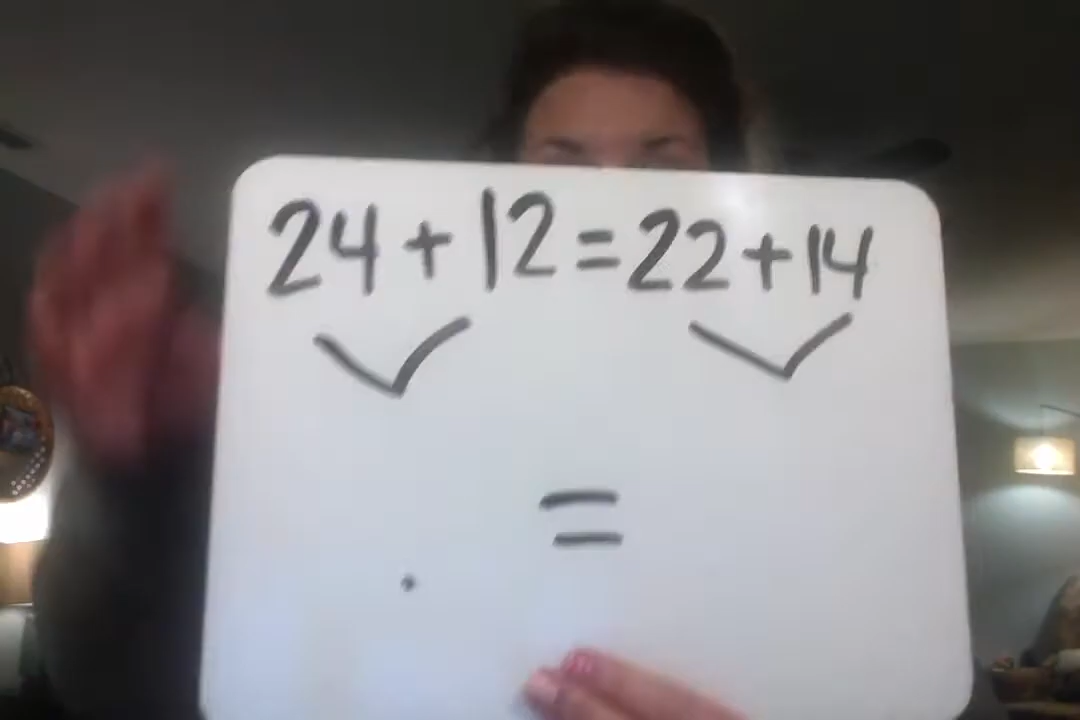 24 + 12 = 22 + 14
=